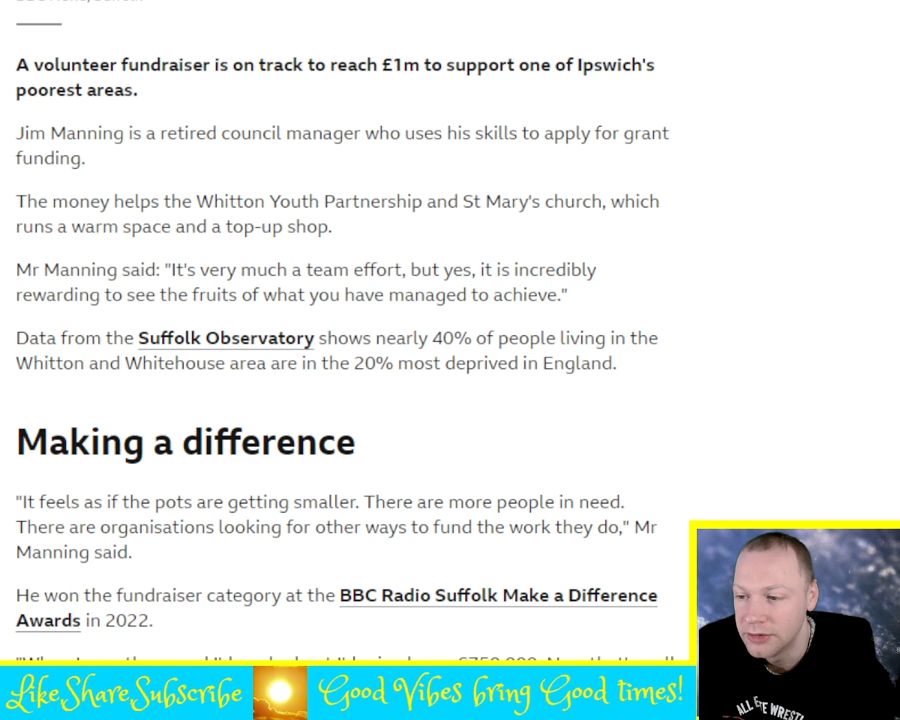 A volunteer fundraiser is on track to reach £1m to support one of Ipswich's
poorest areas.
Jim Manning is a retired council manager who uses his skills to apply for grant
funding.
The money helps the Whitton Youth Partnership and St Mary's church, which
runs a warm space and a top-up shop.
Mr Manning said: "It's very much a team effort, but yes, it is incredibly
rewarding to see the fruits of what you have managed to achieve."
Data from the Suffolk Observatory shows nearly 40% of people living in the
Whitton and Whitehouse area are in the 20% most deprived in England.
Making a difference
"It feels as if the pots are getting smaller. There are more people in need.
There are organisations looking for other ways to fund the work they do," Mr
Manning said.
He won the fundraiser category at the BBC Radio Suffolk Make a Difference
Awards in 2022.
Like Share Subscribe
Good Vibes bring Good times!